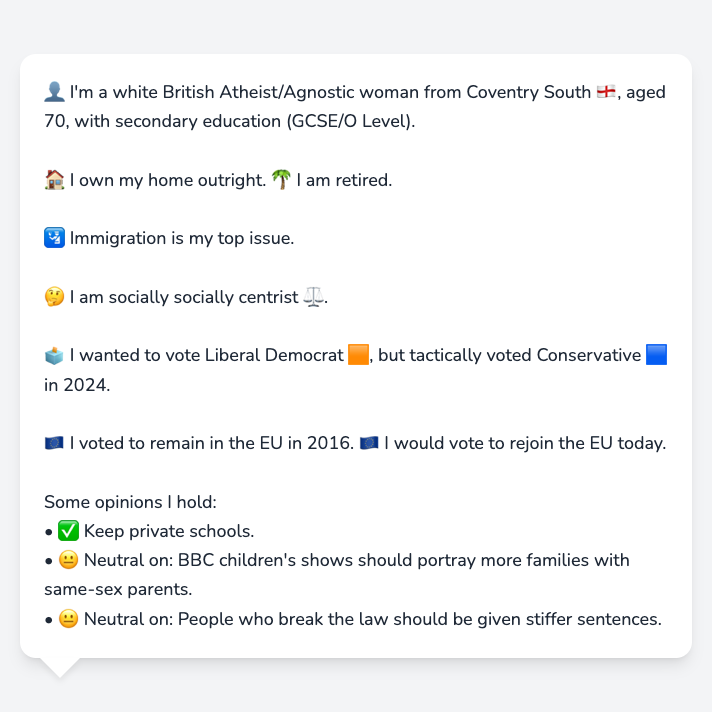 👤 I'm a white British Atheist/Agnostic woman from Coventry South 🏴󠁧󠁢󠁥󠁮󠁧󠁿, aged
70, with secondary education (GCSE/O Level).
🏠 I own my home outright. 🌴 I am retired.
🛂 Immigration is my top issue.
🤔 I am socially socially centrist ⚖️.
🗳️ I wanted to vote Liberal Democrat 🟧, but tactically voted Conservative 🟦
in 2024.
🇪🇺 I voted to remain in the EU in 2016. 🇪🇺 I would vote to rejoin the EU today.
Some opinions I hold:
• ✅ Keep private schools.
• 😐 Neutral on: BBC children's shows should portray more families with
same-sex parents.
• 😐 Neutral on: People who break the law should be given stiffer sentences.